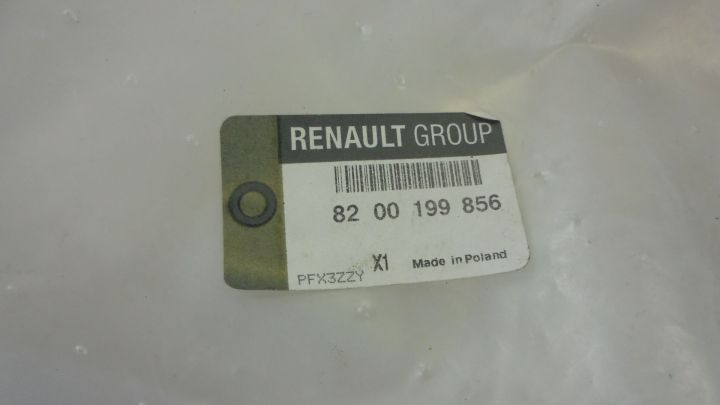 RENAULT GROUP
82 00 199 856
X1 Made in Poland
PFX3ZZY